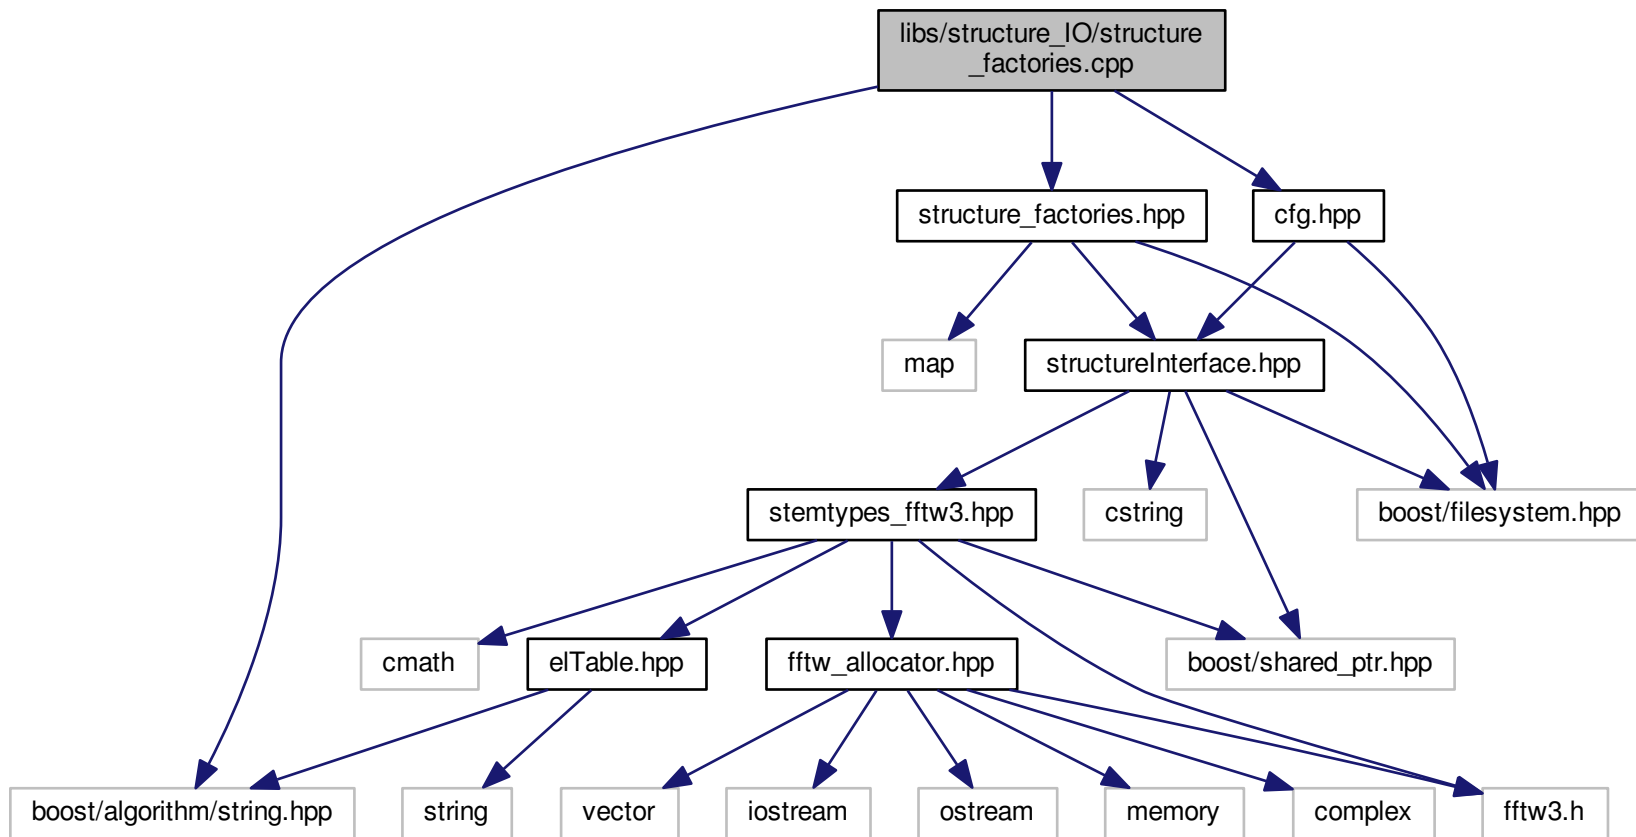 libs/structure_IO/structure
_factories.cpp
structure_factories.hpp
cfg.hpp
map
structureInterface.hpp
stemtypes_fftw3.hpp
cstring
boost/filesystem.hpp
cmath
elTable.hpp
fftw_allocator.hpp
boost/shared_ptr.hpp
boost/algorithm/string.hpp
string
vector
iostream
ostream
memory
complex
fftw3.h